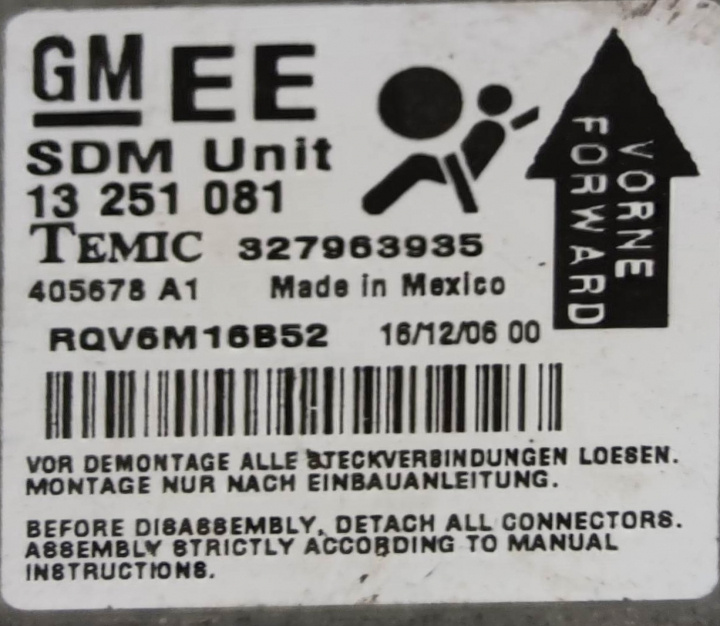 GM EE
SDM Unit
13 251 081
TEMIC 327963935
405678 A1 Made in Mexico
RQV6M16B52 16/12/06 00
VORNE
FORWARD
VOR DEMONTAGE ALLE STECKVERBINDUNGEN LOESEN.
MONTAGE NUR NACH EINBAUANLEITUNG.
BEFORE DISASSEMBLY, DETACH ALL CONNECTORS.
ASSEMBLY STRICTLY ACCORDING TO MANUAL
INSTRUCTIONS.